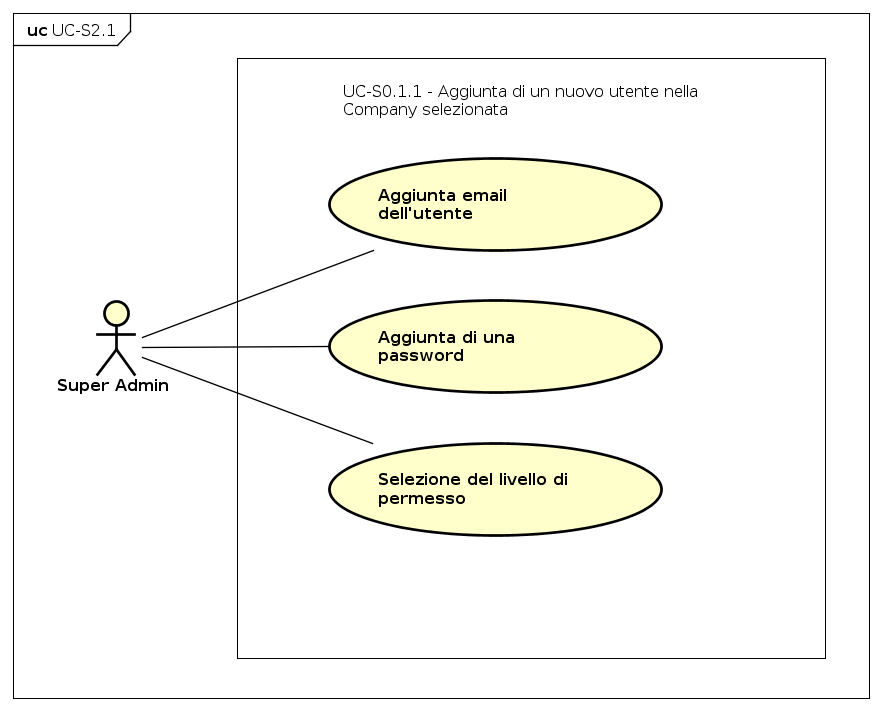 uc UC-S2.1
UC-S0.1.1 - Aggiunta di un nuovo utente nella
Company selezionata
Aggiunta email
dell'utente
Aggiunta di una
password
Super Admin
Selezione del livello di
permesso